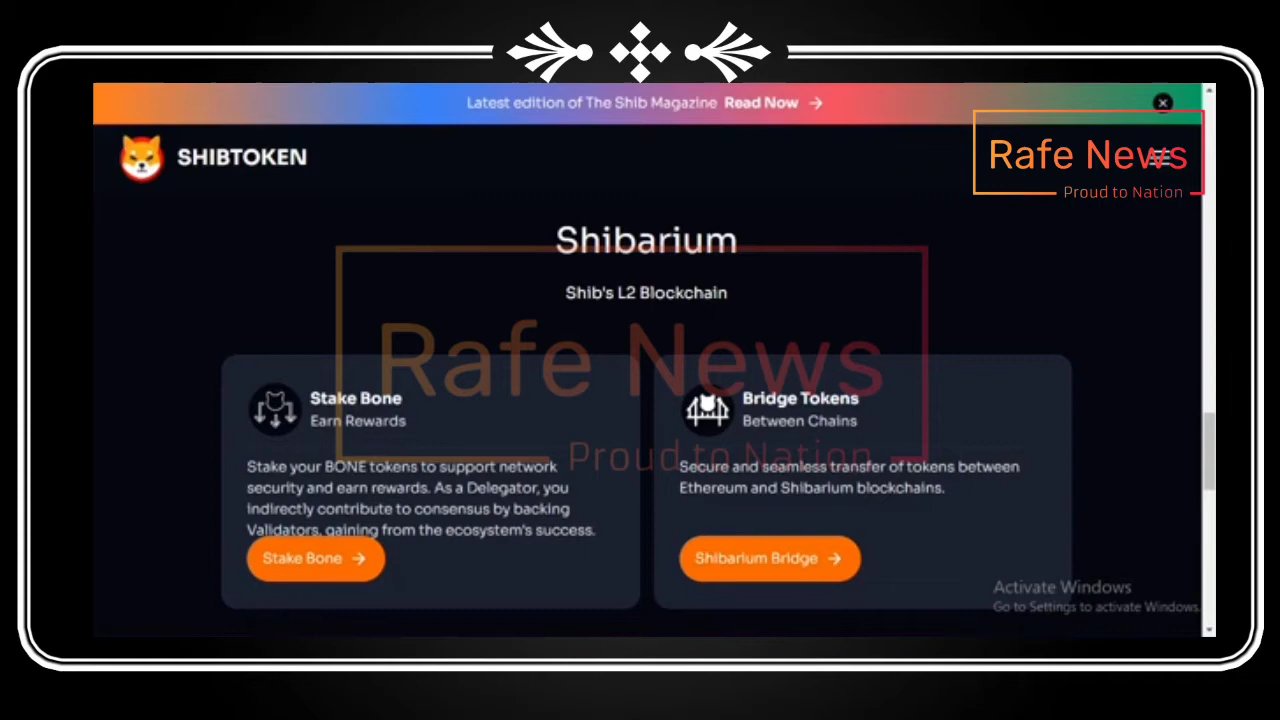 Latest edition of The Shib Magazine Read Now →
SHIBTOKEN
Rafe News
Proud to Nation
Shibarium
Shib's L2 Blockchain
Rafe News
Proud to Nation
Stake Bone
Earn Rewards
Stake your BONE tokens to support network
security and earn rewards. As a Delegator, you
indirectly contribute to consensus by backing
Validators, gaining from the ecosystem's success.
Stake Bone →
Bridge Tokens
Between Chains
Secure and seamless transfer of tokens between
Ethereum and Shibarium blockchains.
Shibarium Bridge →
Activate Windows
Go to Settings to activate Windows.